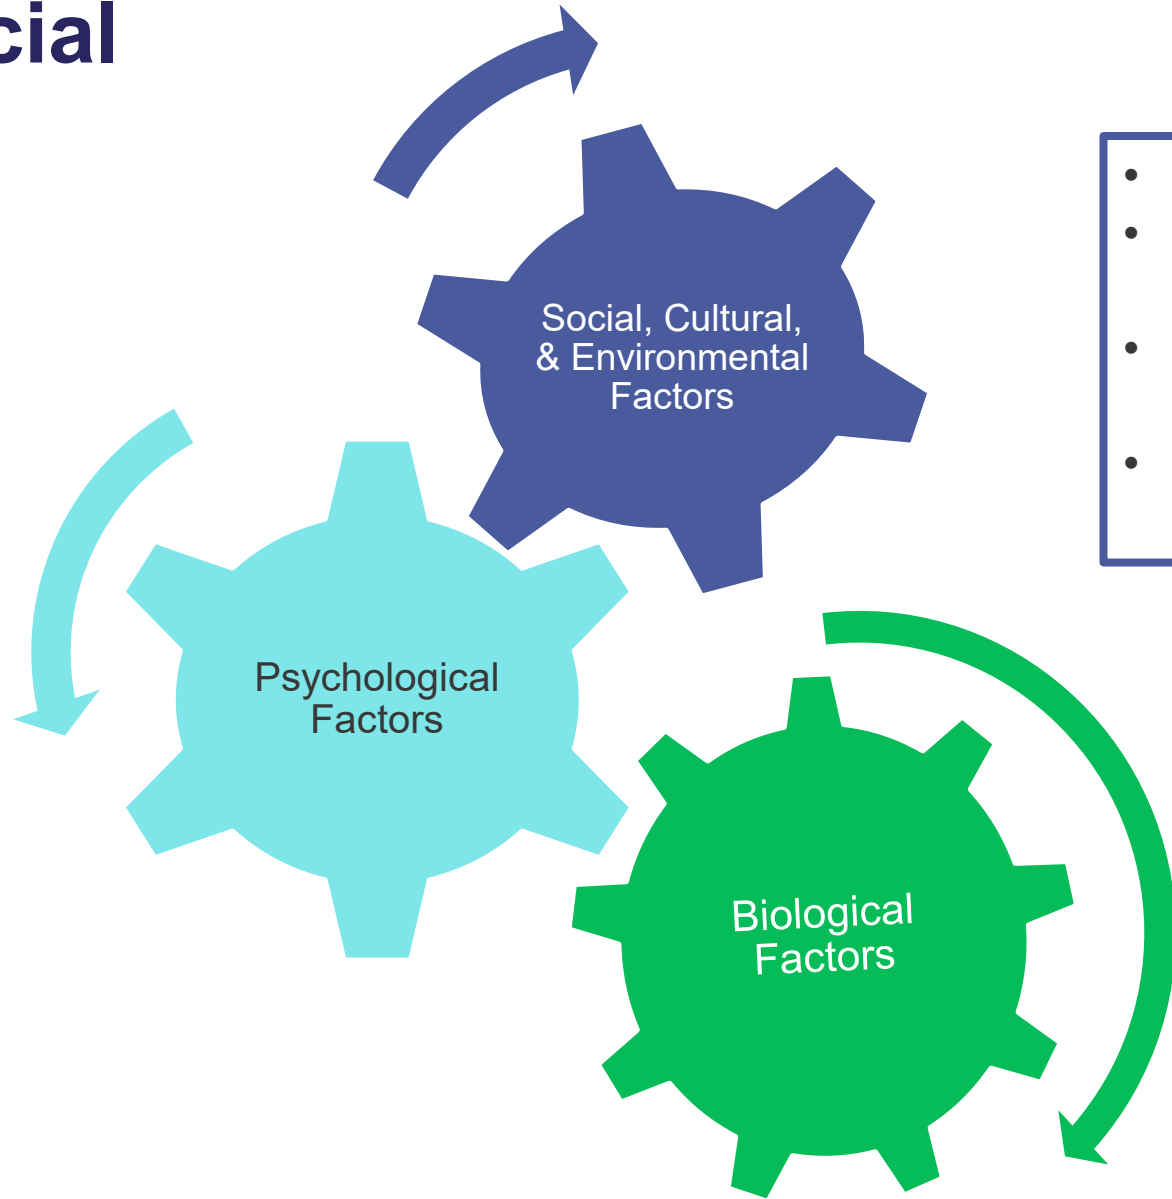 cial
Social, Cultural,
& Environmental
Factors
Psychological
Factors
Biological
Factors